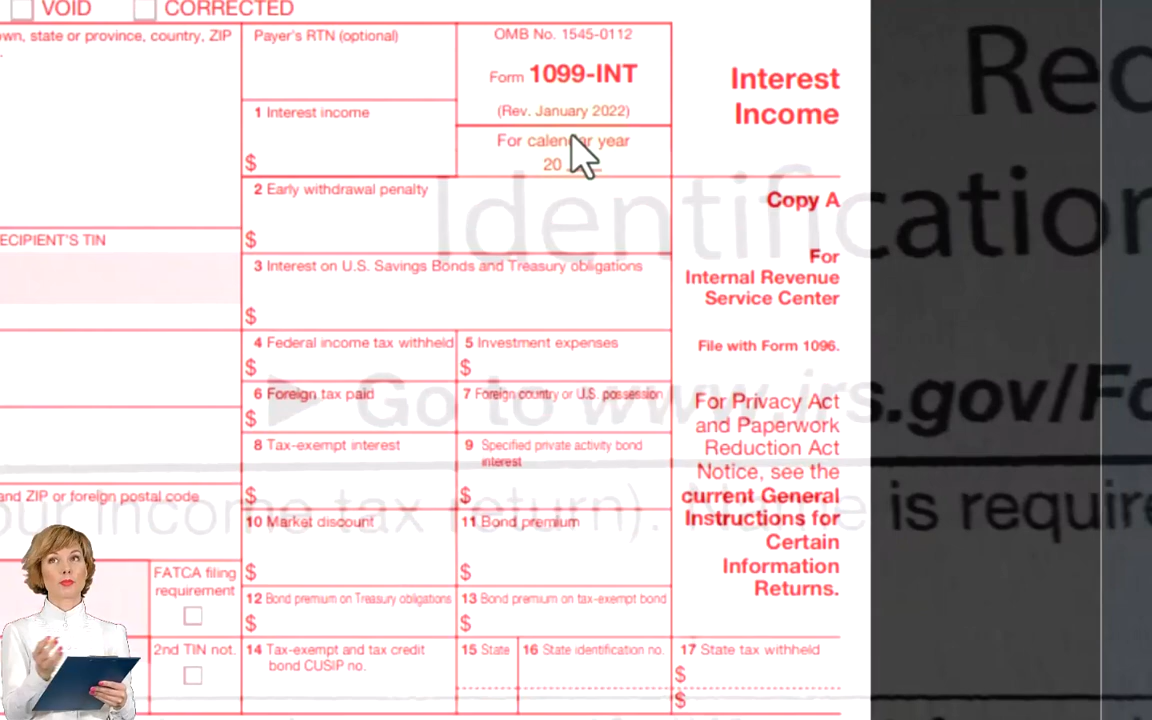 VOID
CORRECTED
own, state or province, country, ZIP
Payer's RTN (optional)
OMB No. 1545-0112
Form 1099-INT
(Rev. January 2022)
For calendar year
20
Interest
Income
1 Interest income
$
2 Early withdrawal penalty
$
Copy A
For
Internal Revenue
Service Center
File with Form 1096.
ECIPIENT'S TIN
3 Interest on U.S. Savings Bonds and Treasury obligations
$
4 Federal income tax withheld
$
5 Investment expenses
$
6 Foreign tax paid
$
7 Foreign country or U.S. possession
8 Tax-exempt interest
$
9 Specified private activity bond
interest
$
For Privacy Act
and Paperwork
Reduction Act
Notice, see the
current General
Instructions for
Certain
Information
Returns.
and ZIP or foreign postal code
10 Market discount
$
11 Bond premium
$
FATCA filing
requirement
12 Bond premium on Treasury obligations
$
13 Bond premium on tax-exempt bond
$
2nd TIN not.
14 Tax-exempt and tax credit
bond CUSIP no.
15 State
16 State identification no.
17 State tax withheld
$
$
Req
Identification
► Go to www.irs.gov/Fo
our income tax return). Name is require